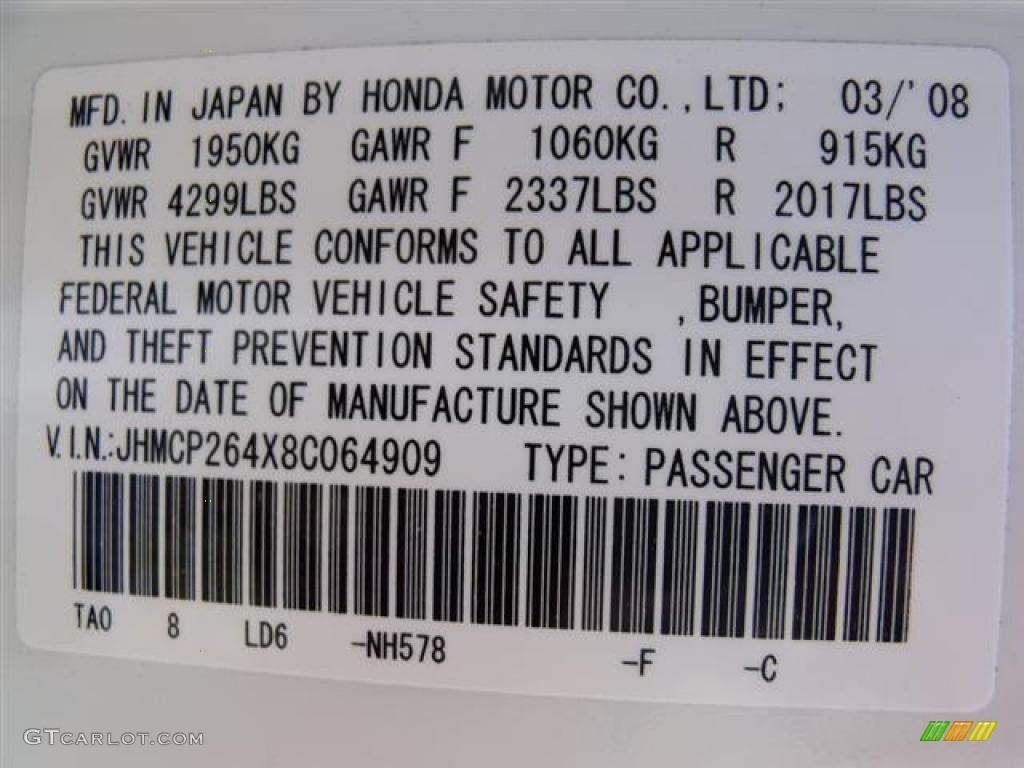 MFD. IN JAPAN BY HONDA MOTOR CO., LTD; 03/'08
GVWR 1950KG GAWR F 1060KG R 915KG
GVWR 4299LBS GAWR F 2337LBS R 2017LBS
THIS VEHICLE CONFORMS TO ALL APPLICABLE
FEDERAL MOTOR VEHICLE SAFETY , BUMPER,
AND THEFT PREVENTION STANDARDS IN EFFECT
ON THE DATE OF MANUFACTURE SHOWN ABOVE.
V.I.N.:JHMCP264X8C064909 TYPE: PASSENGER CAR
TA0 8 LD6 -NH578 -F -C
GTCARLOT.COM